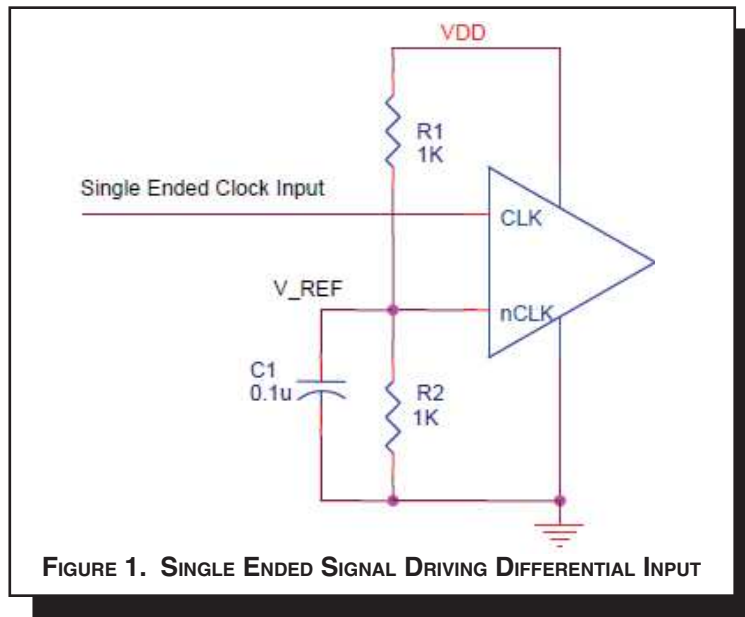 VDD
R1
1K
Single Ended Clock Input
CLK
V_REF
nCLK
C1
0.1u
R2
1K
FIGURE 1. SINGLE ENDED SIGNAL DRIVING DIFFERENTIAL INPUT